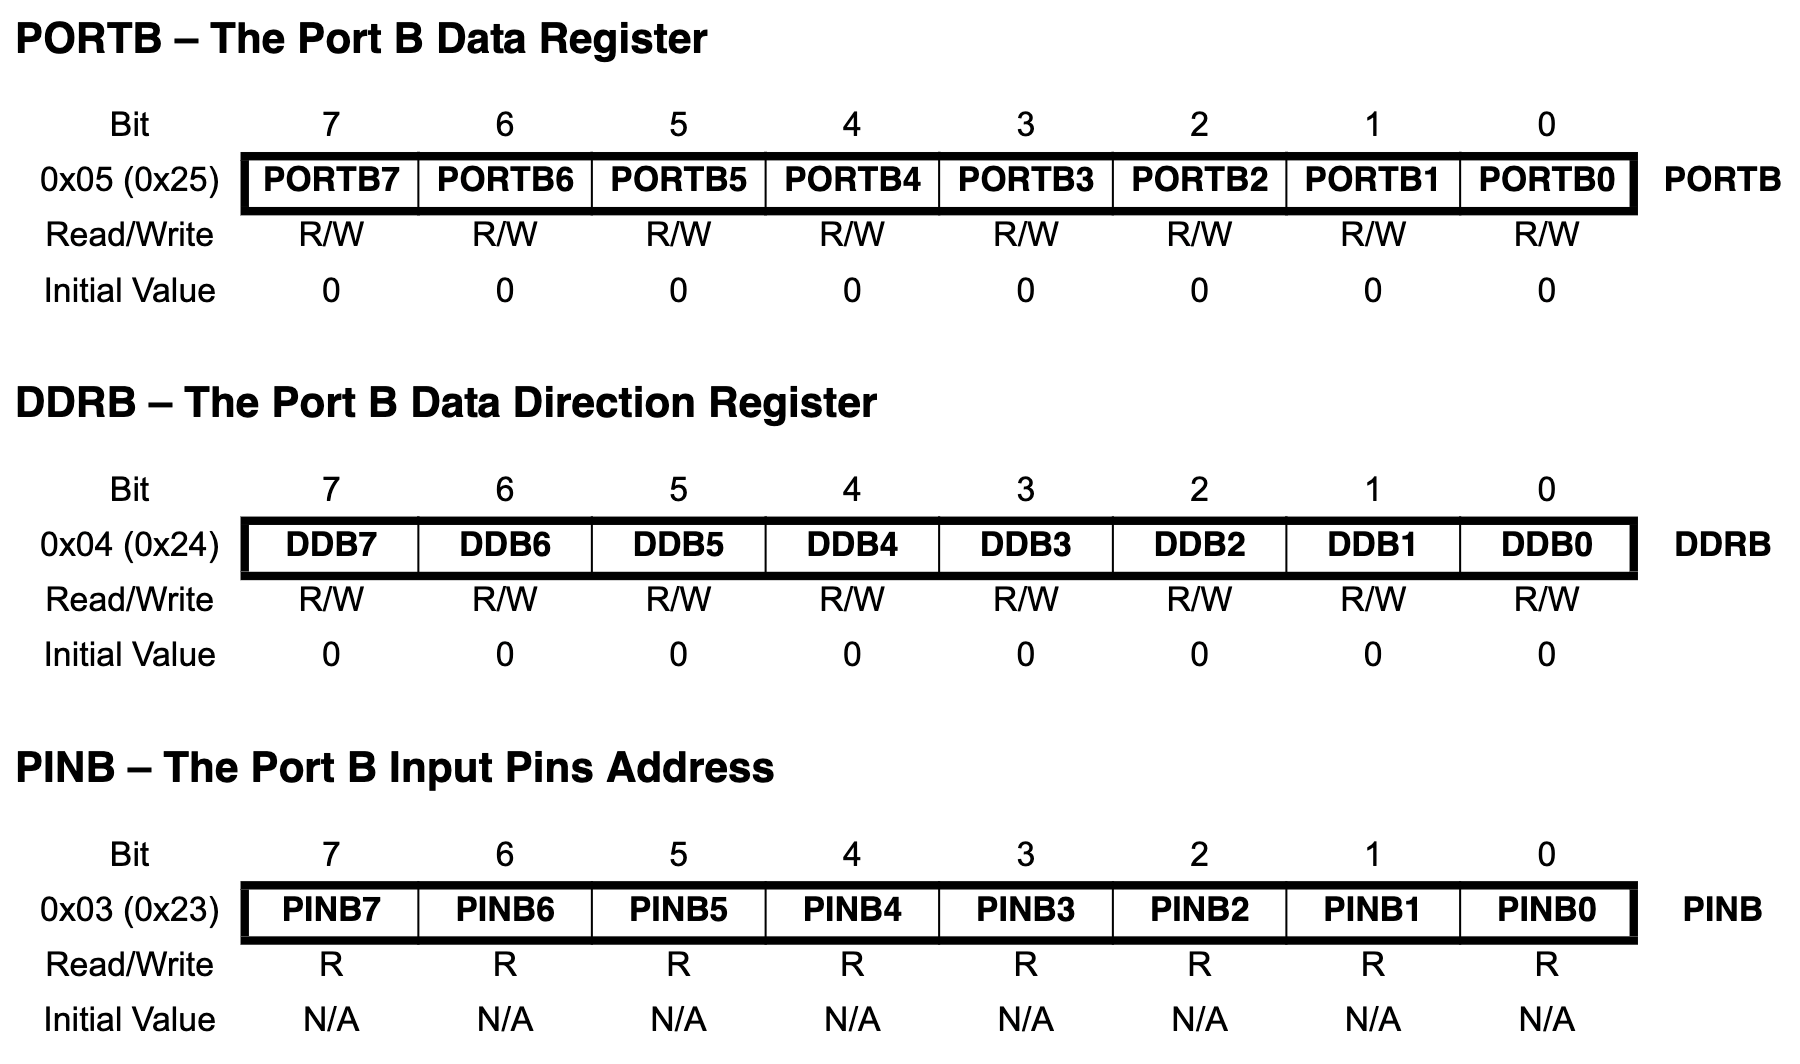 PORTB – The Port B Data Register
Bit 7 6 5 4 3 2 1 0
0x05 (0x25) PORTB7 PORTB6 PORTB5 PORTB4 PORTB3 PORTB2 PORTB1 PORTB0 PORTB
Read/Write R/W R/W R/W R/W R/W R/W R/W R/W
Initial Value 0 0 0 0 0 0 0 0
DDRB – The Port B Data Direction Register
Bit 7 6 5 4 3 2 1 0
0x04 (0x24) DDB7 DDB6 DDB5 DDB4 DDB3 DDB2 DDB1 DDB0 DDRB
Read/Write R/W R/W R/W R/W R/W R/W R/W R/W
Initial Value 0 0 0 0 0 0 0 0
PINB – The Port B Input Pins Address
Bit 7 6 5 4 3 2 1 0
0x03 (0x23) PINB7 PINB6 PINB5 PINB4 PINB3 PINB2 PINB1 PINB0 PINB
Read/Write R R R R R R R R
Initial Value N/A N/A N/A N/A N/A N/A N/A N/A